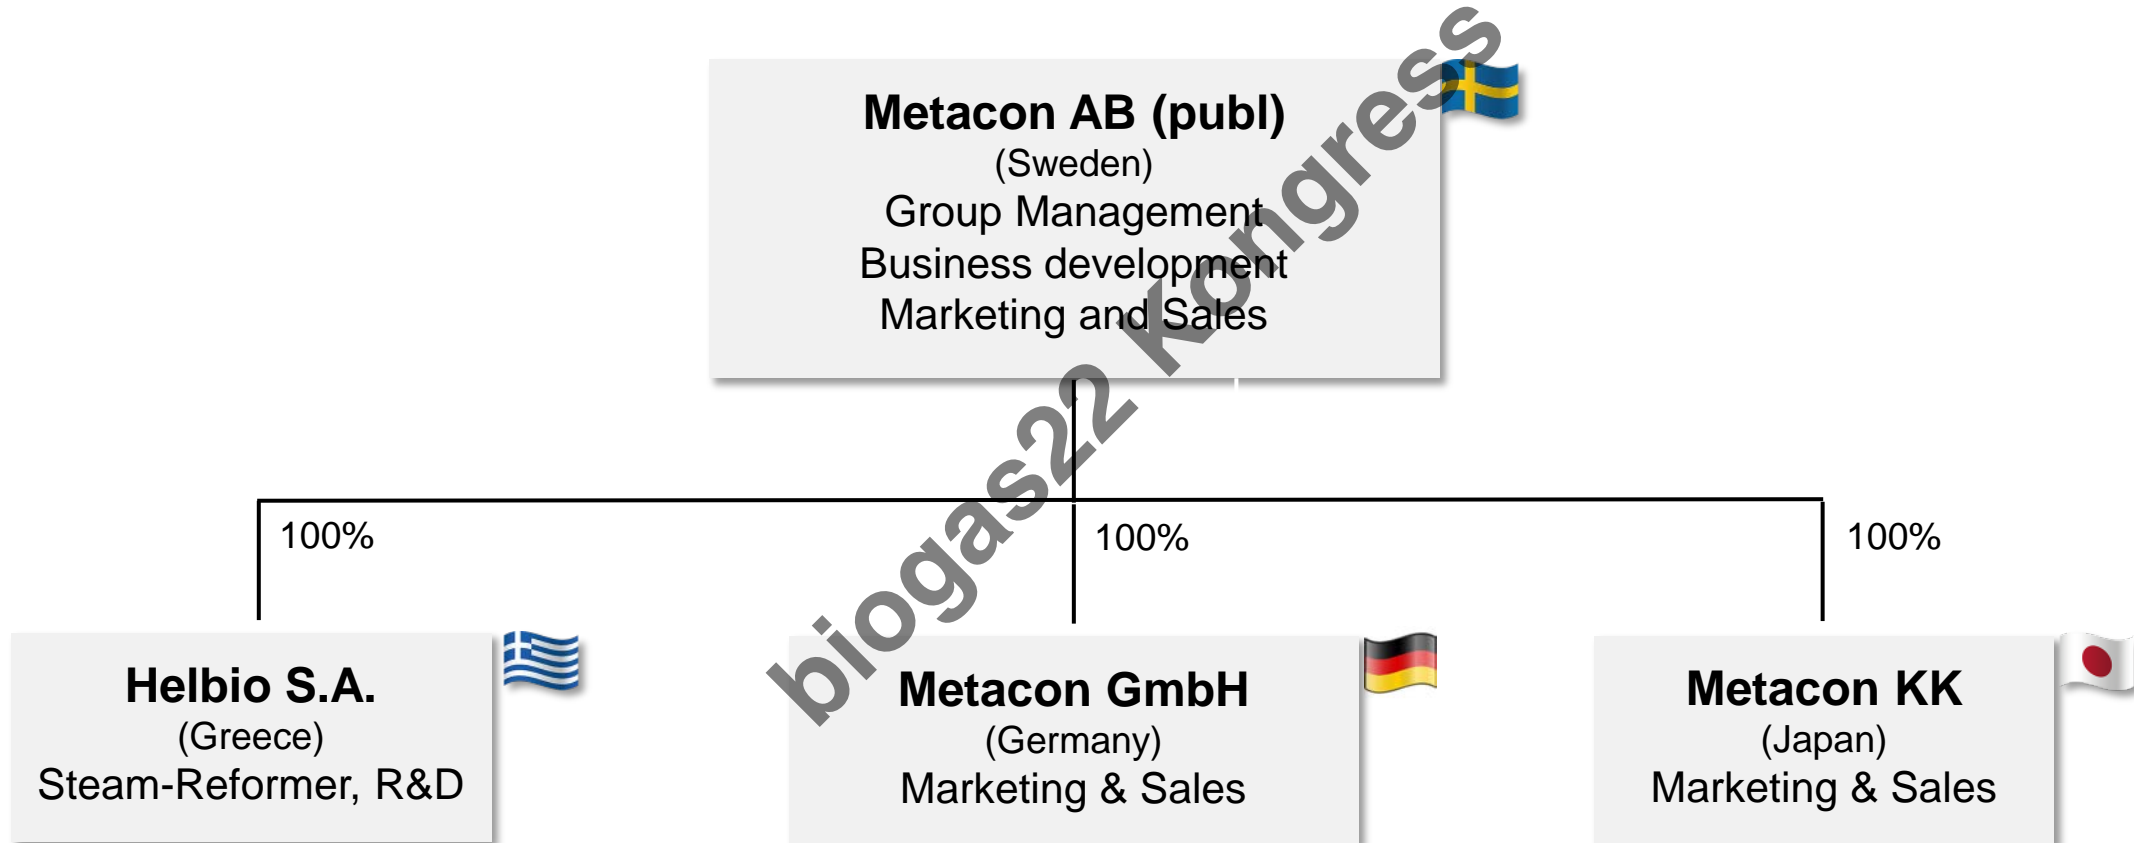 Metacon AB (publ)
(Sweden)
Group Management
Business development
Marketing and Sales
100%
100%
100%
Helbio S.A.
(Greece)
Steam-Reformer, R&D
Metacon GmbH
(Germany)
Marketing & Sales
Metacon KK
(Japan)
Marketing & Sales
biogas22 Kongress